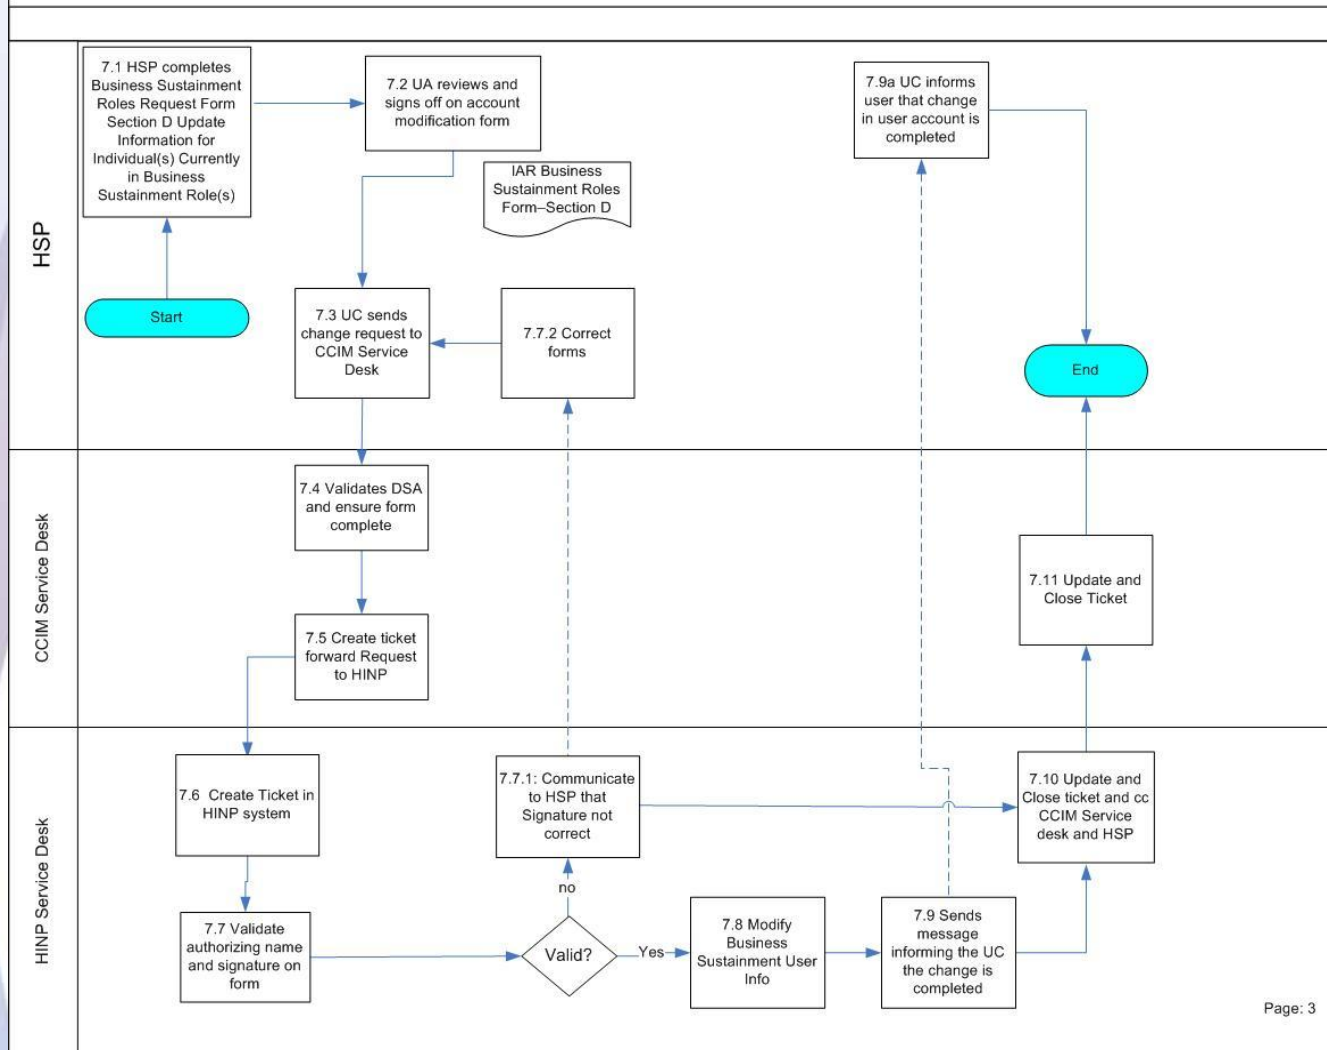 HSP
7.1 HSP completes
Business Sustainment
Roles Request Form
Section D Update
Information for
Individual(s) Currently
in Business
Sustainment Role(s)
7.2 UA reviews and
signs off on account
modification form
IAR Business
Sustainment Roles
Form–Section D
7.9a UC informs
user that change
in user account is
completed
Start
7.3 UC sends
change request to
CCIM Service
Desk
7.7.2 Correct
forms
End
CCIM Service Desk
7.4 Validates DSA
and ensure form
complete
7.5 Create ticket
forward Request
to HINP
7.11 Update and
Close Ticket
HINP Service Desk
7.6 Create Ticket in
HINP system
7.7.1: Communicate
to HSP that
Signature not
correct
7.10 Update and
Close ticket and cc
CCIM Service
desk and HSP
no
7.7 Validate
authorizing name
and signature on
form
Valid?
Yes
7.8 Modify
Business
Sustainment User
Info
7.9 Sends
message
informing the UC
the change is
completed
Page: 3